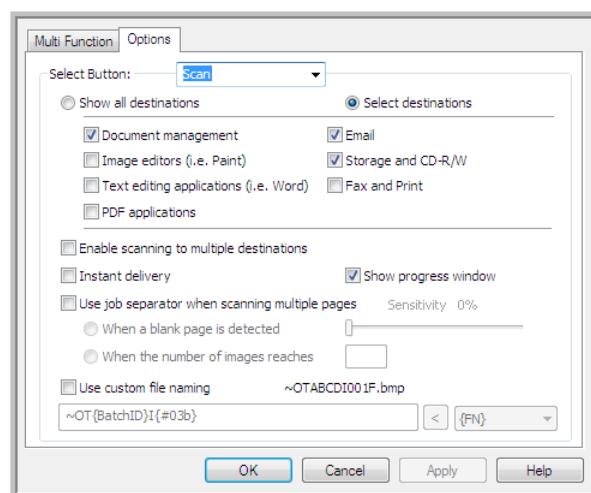 Multi Function Options
Select Button: Scan
Show all destinations Select destinations
Document management Email
Image editors (i.e. Paint) Storage and CD-R/W
Text editing applications (i.e. Word) Fax and Print
PDF applications
Enable scanning to multiple destinations
Instant delivery Show progress window
Use job separator when scanning multiple pages Sensitivity 0%
When a blank page is detected
When the number of images reaches
Use custom file naming ~OTABCDI001F.bmp
~OT{BatchID}I{#03b} < {FN}
OK Cancel Apply Help